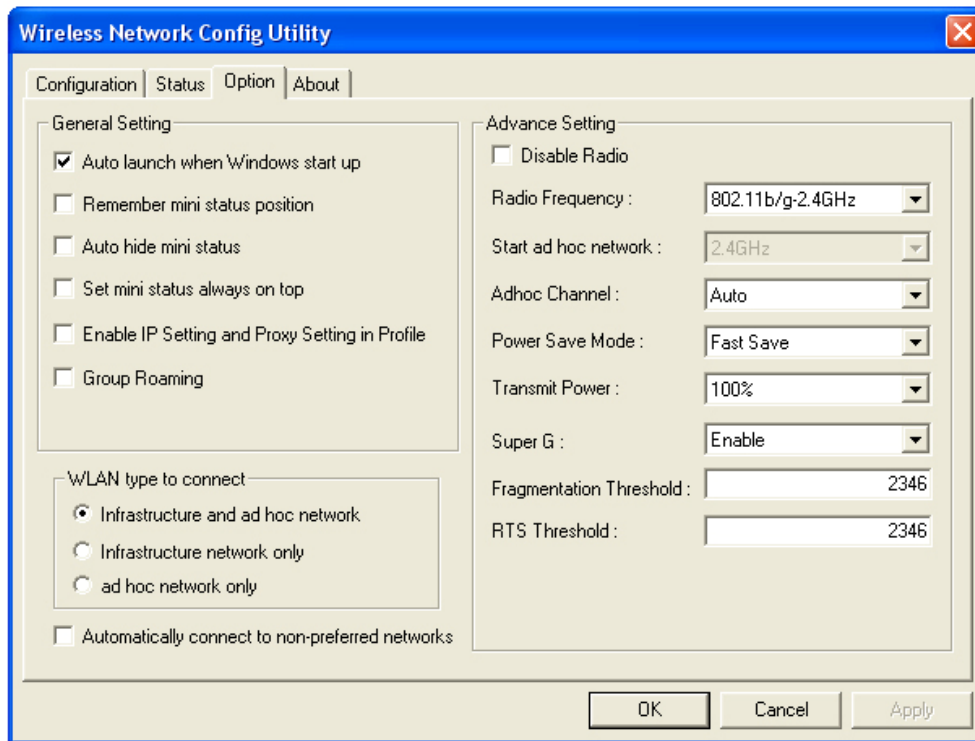 Wireless Network Config Utility
Configuration Status Option About
General Setting
Auto launch when Windows start up
Remember mini status position
Auto hide mini status
Set mini status always on top
Enable IP Setting and Proxy Setting in Profile
Group Roaming
WLAN type to connect
Infrastructure and ad hoc network
Infrastructure network only
ad hoc network only
Automatically connect to non-preferred networks
Advance Setting
Disable Radio
Radio Frequency : 802.11b/g-2.4GHz
Start ad hoc network : 2.4GHz
Adhoc Channel : Auto
Power Save Mode : Fast Save
Transmit Power : 100%
Super G : Enable
Fragmentation Threshold : 2346
RTS Threshold : 2346
OK Cancel Apply